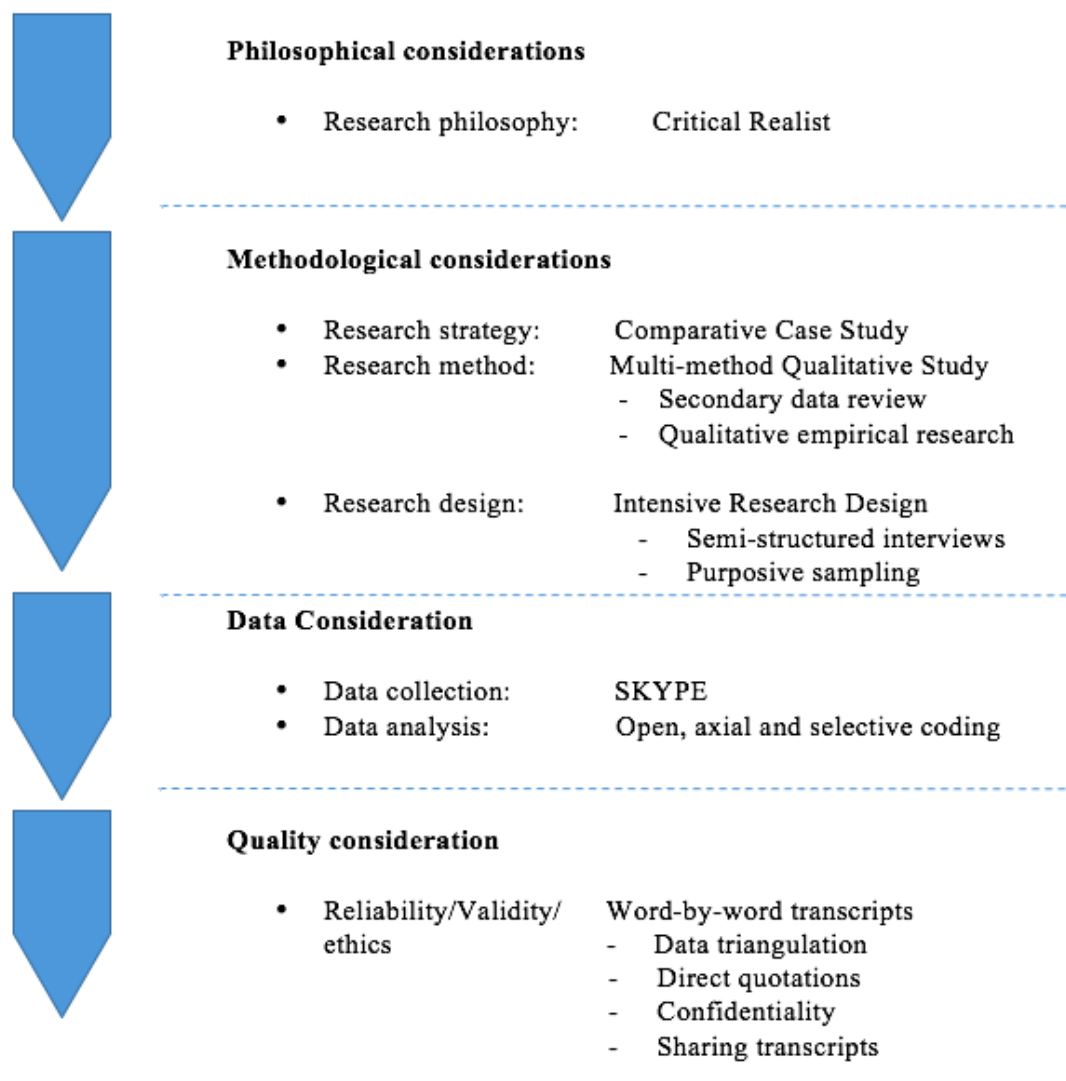 Philosophical considerations
• Research philosophy: Critical Realist
Methodological considerations
• Research strategy: Comparative Case Study
• Research method: Multi-method Qualitative Study
- Secondary data review
- Qualitative empirical research
• Research design: Intensive Research Design
- Semi-structured interviews
- Purposive sampling
Data Consideration
• Data collection: SKYPE
• Data analysis: Open, axial and selective coding
Quality consideration
• Reliability/Validity/ Word-by-word transcripts
ethics - Data triangulation
- Direct quotations
- Confidentiality
- Sharing transcripts